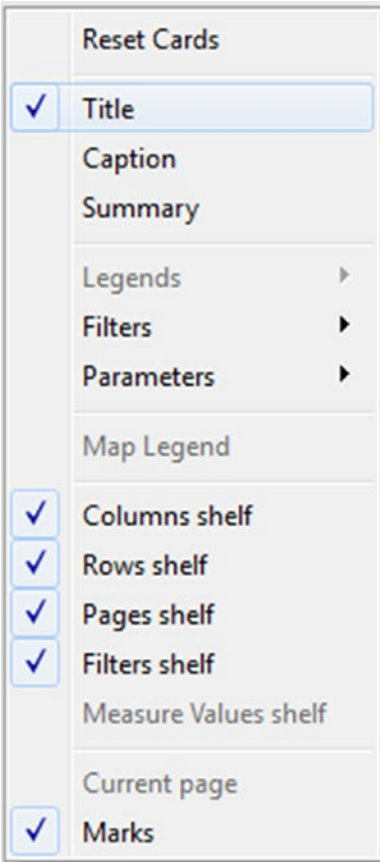 Reset Cards
Title
Caption
Summary
Legends
Filters
Parameters
Map Legend
Columns shelf
Rows shelf
Pages shelf
Filters shelf
Measure Values shelf
Current page
Marks